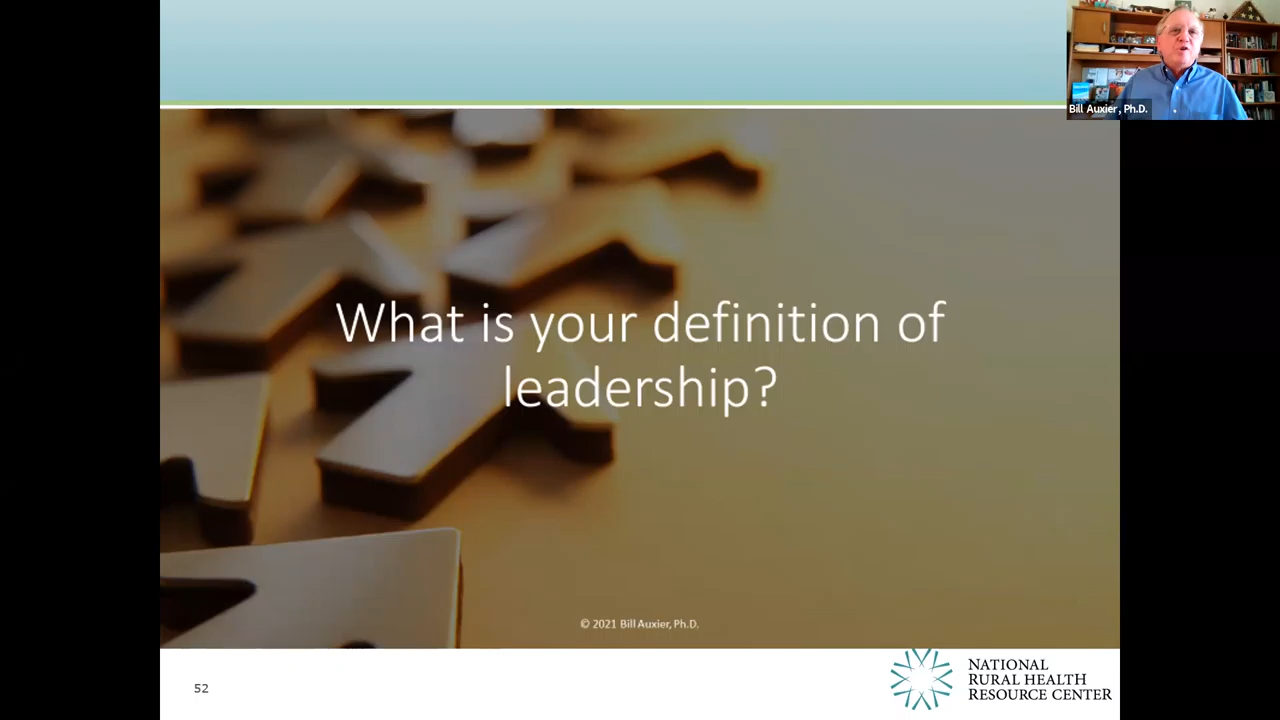 Bill Auxier, Ph.D.
What is your definition of
leadership?
© 2021 Bill Auxier, Ph.D.
52
NATIONAL
RURAL HEALTH
RESOURCE CENTER